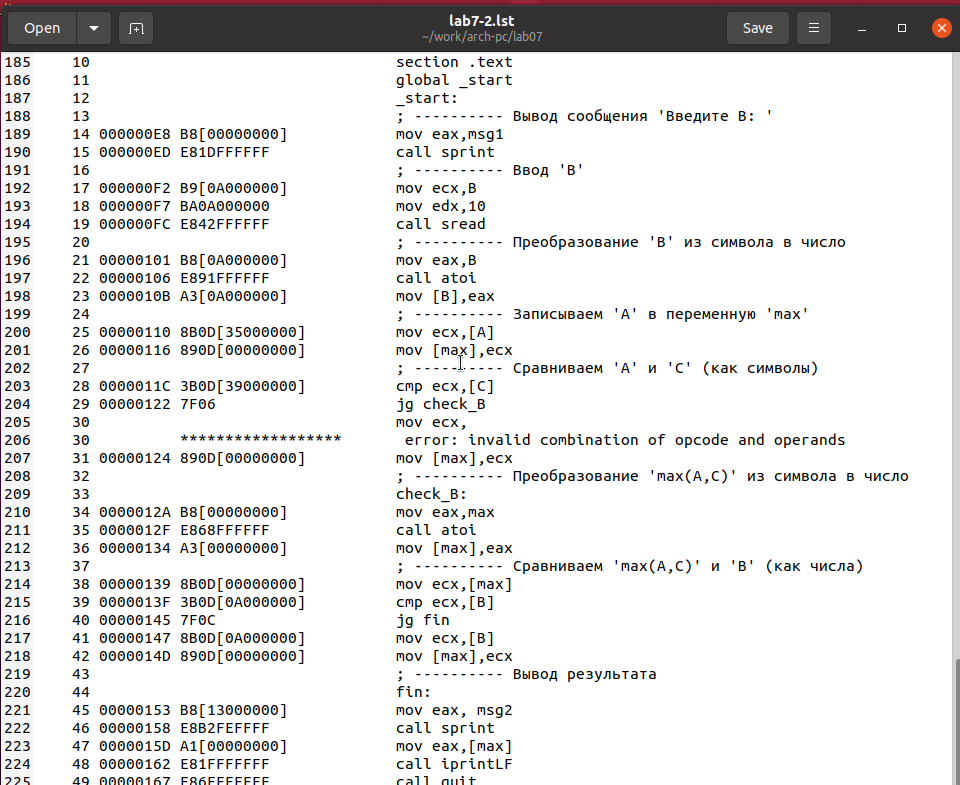 Open
lab7-2.lst
~/work/arch-pc/lab07
Save
185 10 section .text
186 11 global _start
187 12 _start:
188 13 ; ---------- Вывод сообщения 'Введите B: '
189 14 000000E8 B8[00000000] mov eax,msg1
190 15 000000ED E81DFFFFFF call sprint
191 16 ; ---------- Ввод 'B'
192 17 000000F2 B9[0A000000] mov ecx,B
193 18 000000F7 BA0A000000 mov edx,10
194 19 000000FC E842FFFFFF call sread
195 20 ; ---------- Преобразование 'B' из символа в число
196 21 00000101 B8[0A000000] mov eax,B
197 22 00000106 E891FFFFFF call atoi
198 23 0000010B A3[0A000000] mov [B],eax
199 24 ; ---------- Записываем 'A' в переменную 'max'
200 25 00000110 8B0D[35000000] mov ecx,[A]
201 26 00000116 890D[00000000] mov [max],ecx
202 27 ; ---------- Сравниваем 'A' и 'C' (как символы)
203 28 0000011C 3B0D[39000000] cmp ecx,[C]
204 29 00000122 7F06 jg check_B
205 30 mov ecx,
206 30 ****************** error: invalid combination of opcode and operands
207 31 00000124 890D[00000000] mov [max],ecx
208 32 ; ---------- Преобразование 'max(A,C)' из символа в число
209 33 check_B:
210 34 0000012A B8[00000000] mov eax,max
211 35 0000012F E868FFFFFF call atoi
212 36 00000134 A3[00000000] mov [max],eax
213 37 ; ---------- Сравниваем 'max(A,C)' и 'B' (как числа)
214 38 00000139 8B0D[00000000] mov ecx,[max]
215 39 0000013F 3B0D[0A000000] cmp ecx,[B]
216 40 00000145 7F0C jg fin
217 41 00000147 8B0D[0A000000] mov ecx,[B]
218 42 0000014D 890D[00000000] mov [max],ecx
219 43 ; ---------- Вывод результата
220 44 fin:
221 45 00000153 B8[13000000] mov eax, msg2
222 46 00000158 E8B2FEFFFF call sprint
223 47 0000015D A1[00000000] mov eax,[max]
224 48 00000162 E81FFFFFFF call iprintLF
225 49 00000167 E86FFFFFFF call quit